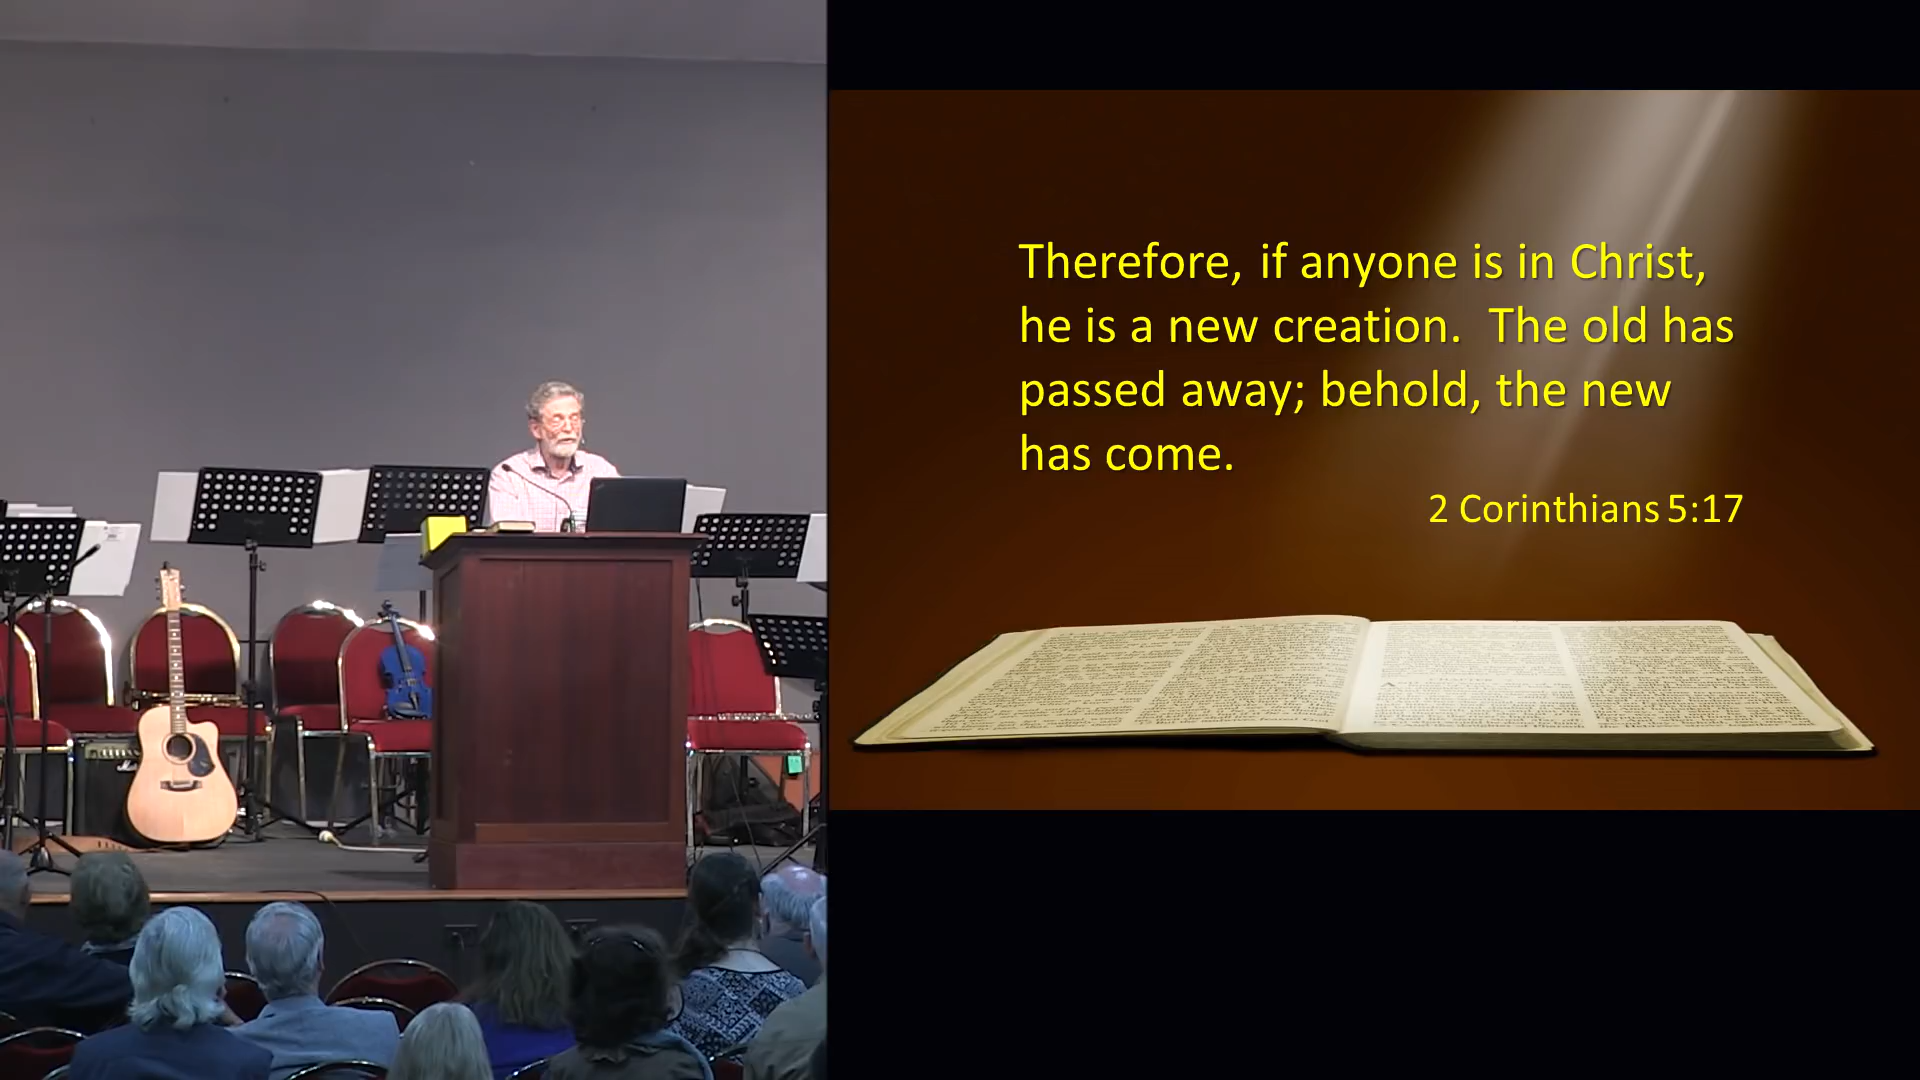 Therefore, if anyone is in Christ,
he is a new creation.  The old has
passed away; behold, the new
has come.
2 Corinthians 5:17